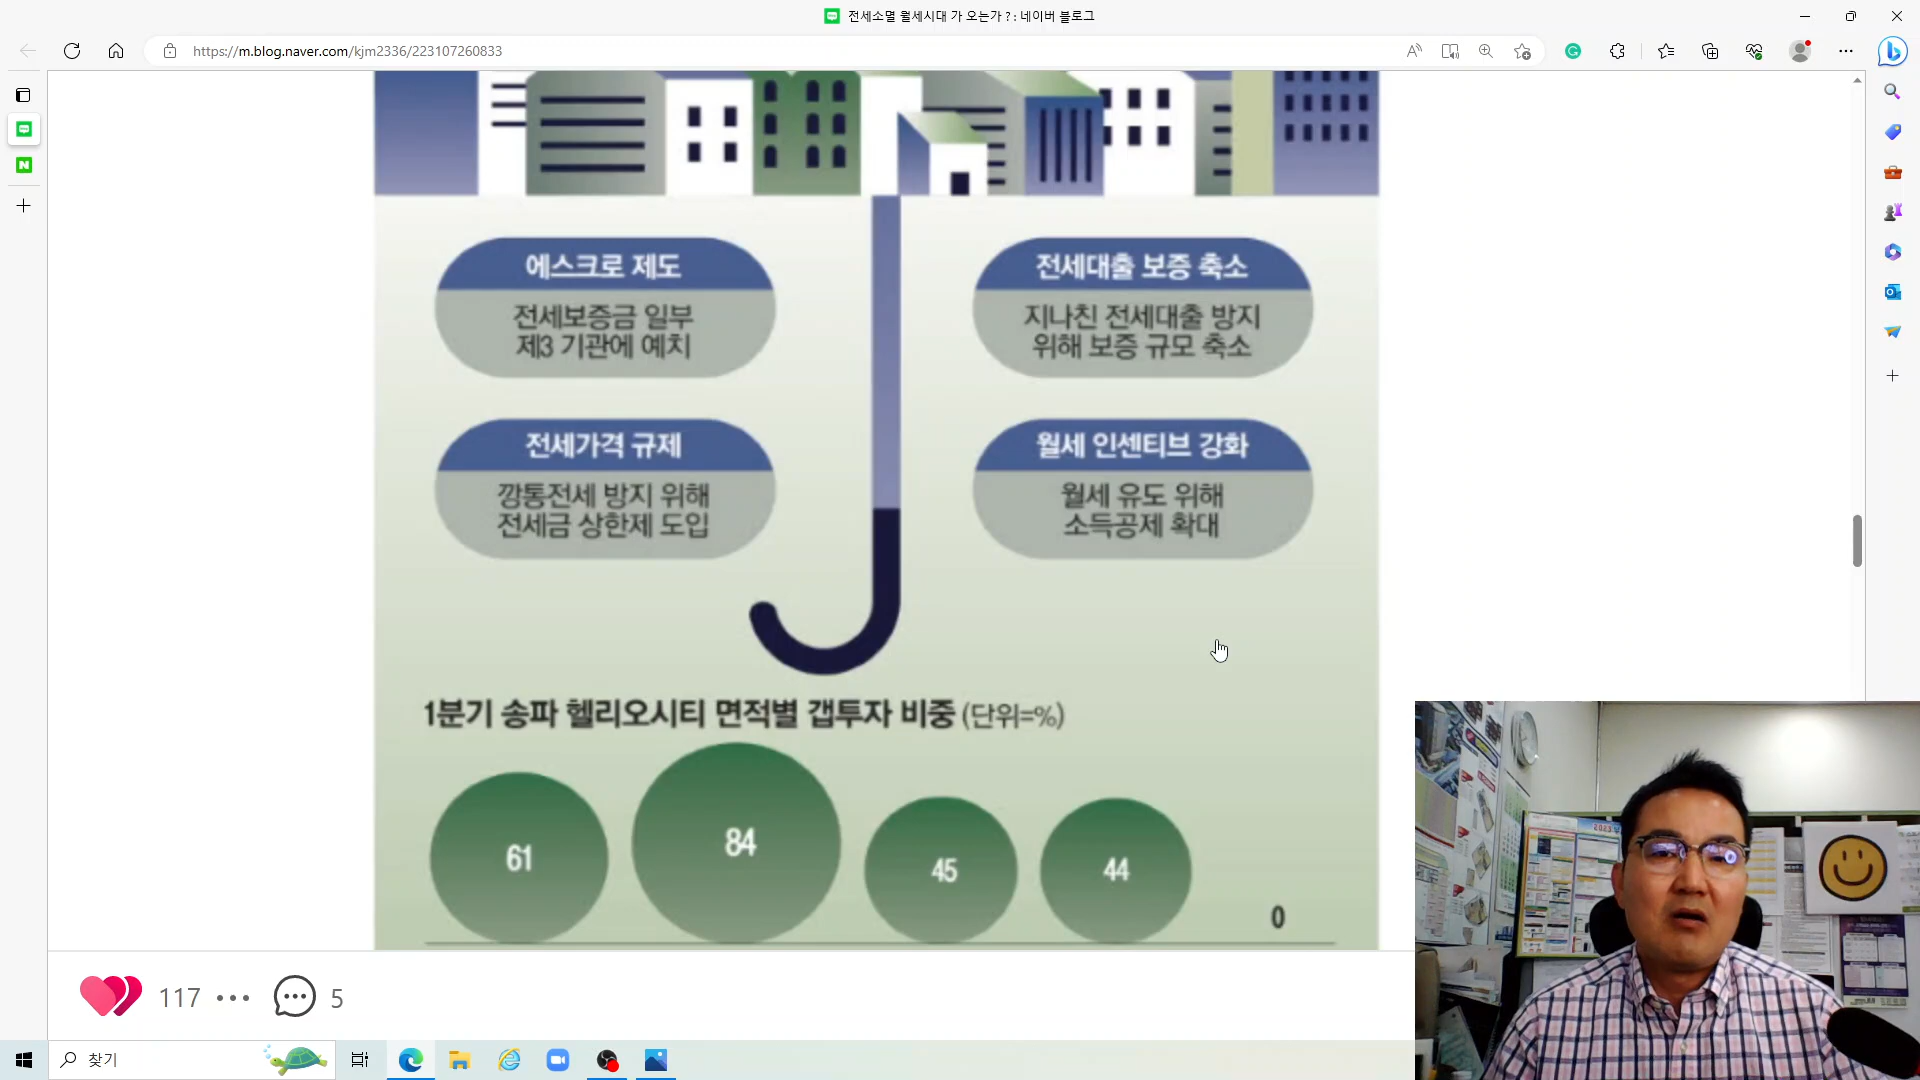 전세소멸 월세시대 가 오는가 ? : 네이버 블로그
https://m.blog.naver.com/kjm2336/223107260833
에스크로 제도
전세보증금 일부
제3 기관에 예치
전세대출 보증 축소
지나친 전세대출 방지
위해 보증 규모 축소
전세가격 규제
깡통전세 방지 위해
전세금 상한제 도입
월세 인센티브 강화
월세 유도 위해
소득공제 확대
1분기 송파 헬리오시티 면적별 갭투자 비중 (단위=%)
61
84
45
44
0
117
5
찾기